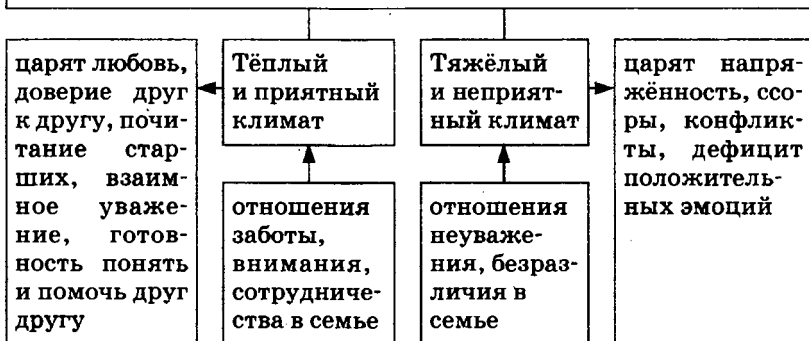 царят любовь,
доверие друг
к другу, почи-
тание стар-
ших, взаим-
ное уваже-
ние, готов-
ность понять
и помочь друг
другу
Тёплый
и приятный
климат
отношения
заботы,
внимания,
сотрудниче-
ства в семье
Тяжёлый
и неприят-
ный климат
отношения
неуваже-
ния, безраз-
личия в
семье
царят напря-
жённость, ссо-
ры, конфлик-
ты, дефицит
положитель-
ных эмоций